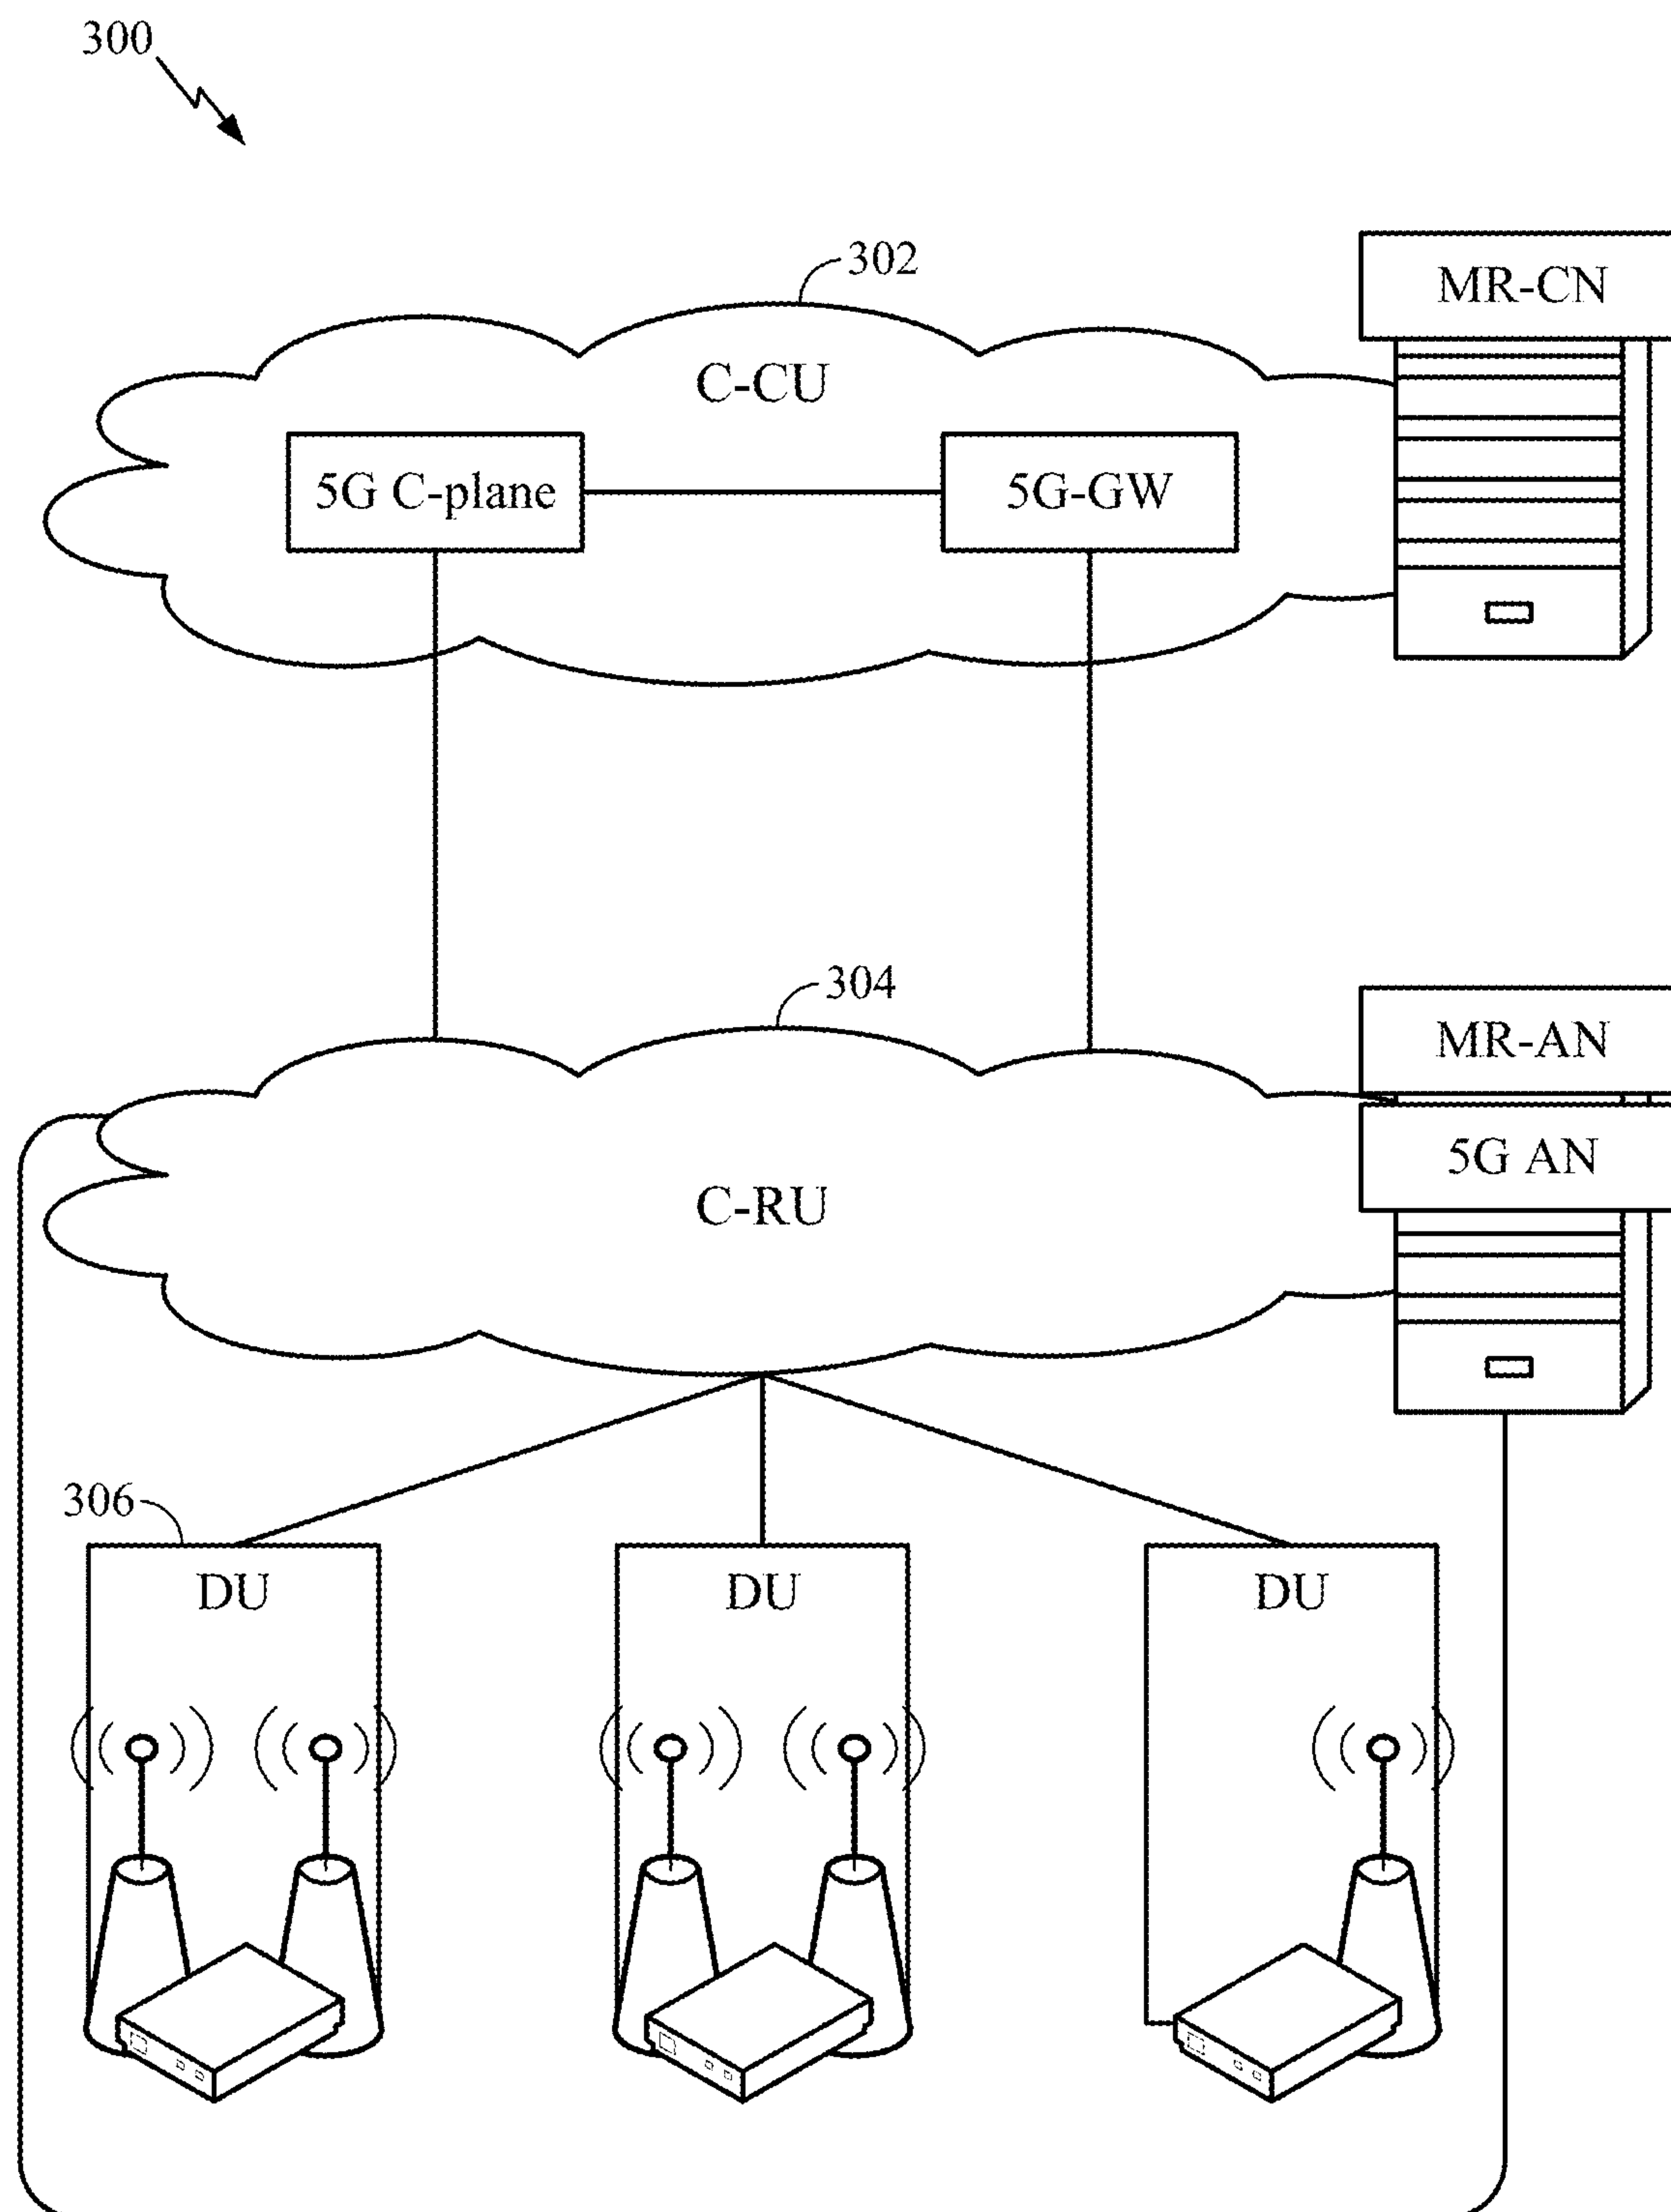 300
302
MR-CN
C-CU
5G C-plane
5G-GW
304
MR-AN
5G AN
C-RU
306
DU
DU
DU